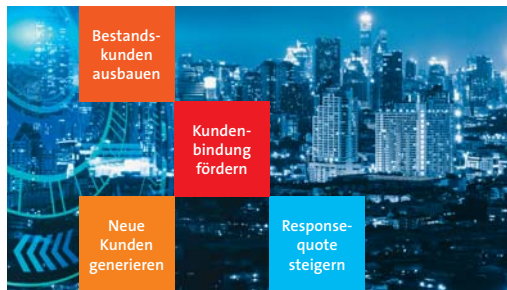 Bestands-
kunden
ausbauen
Kunden-
bindung
fördern
Neue
Kunden
generieren
Response-
quote
steigern